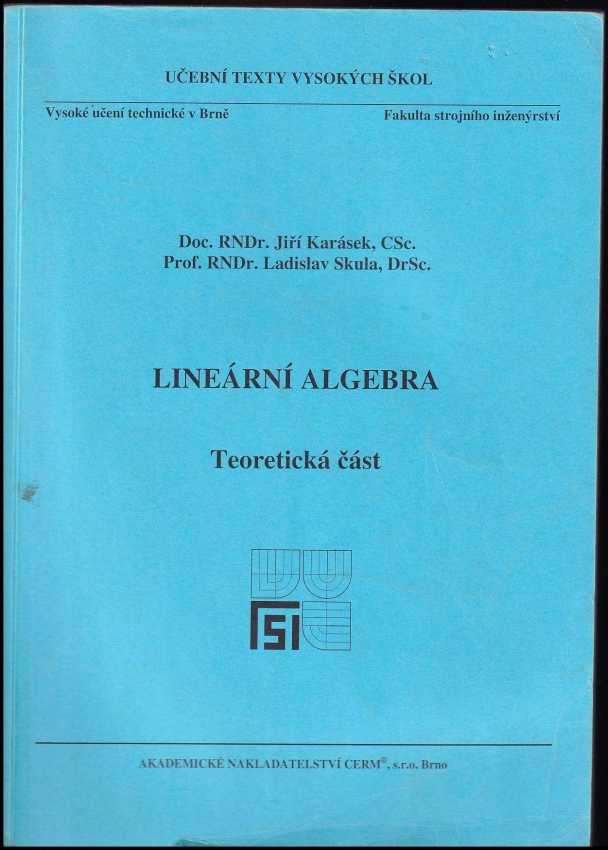 UČEBNÍ TEXTY VYSOKÝCH ŠKOL
Vysoké učení technické v Brně Fakulta strojního inženýrství
Doc. RNDr. Jiří Karásek, CSc.
Prof. RNDr. Ladislav Skula, DrSc.
LINEÁRNÍ ALGEBRA
Teoretická část
AKADEMICKÉ NAKLADATELSTVÍ CERM®, s.r.o. Brno